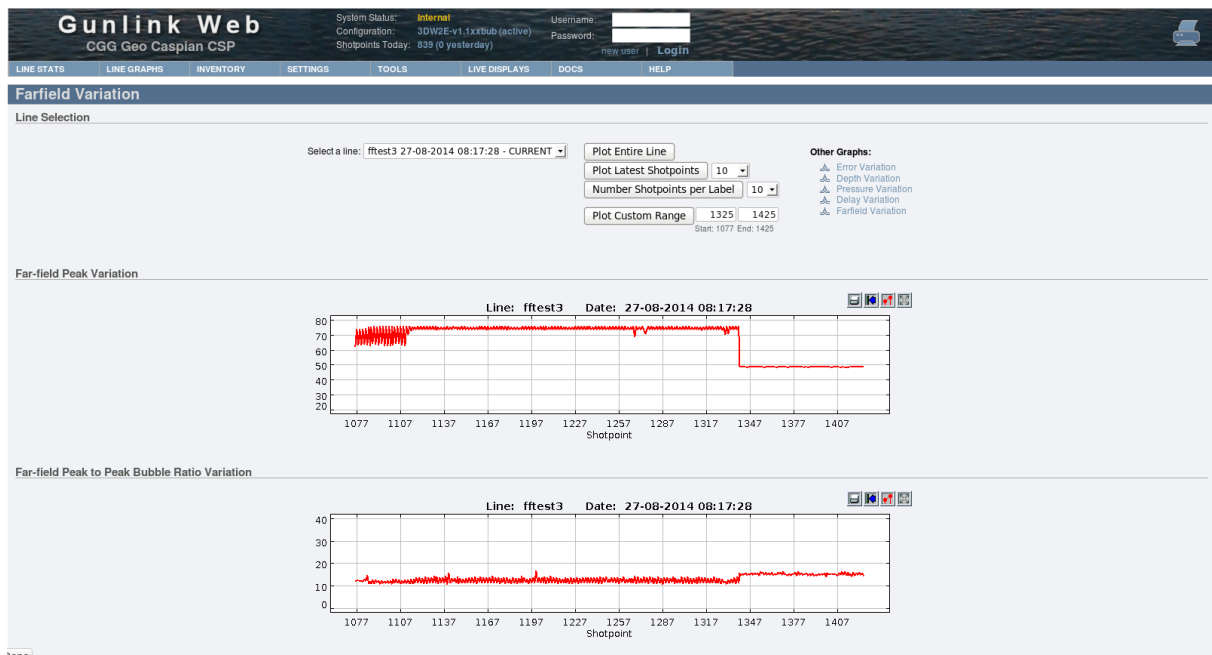 Gunlink Web
CGG Geo Caspian CSP
System Status: Internal
Configuration: 3DW2E-v1.1xxbub (active)
Shotpoints Today: 839 (0 yesterday)
Username:
Password:
new user | Login
LINE STATS LINE GRAPHS INVENTORY SETTINGS TOOLS LIVE DISPLAYS DOCS HELP
Farfield Variation
Line Selection
Select a line: fftest3 27-08-2014 08:17:28 - CURRENT
Plot Entire Line
Plot Latest Shotpoints 10
Number Shotpoints per Label 10
Plot Custom Range 1325 1425
Start: 1077 End: 1425
Other Graphs:
Error Variation
Depth Variation
Pressure Variation
Delay Variation
Farfield Variation
Far-field Peak Variation
Line: fftest3 Date: 27-08-2014 08:17:28
80
70
60
50
40
30
20
1077 1107 1137 1167 1197 1227 1257 1287 1317 1347 1377 1407
Shotpoint
Far-field Peak to Peak Bubble Ratio Variation
Line: fftest3 Date: 27-08-2014 08:17:28
40
30
20
10
0
1077 1107 1137 1167 1197 1227 1257 1287 1317 1347 1377 1407
Shotpoint